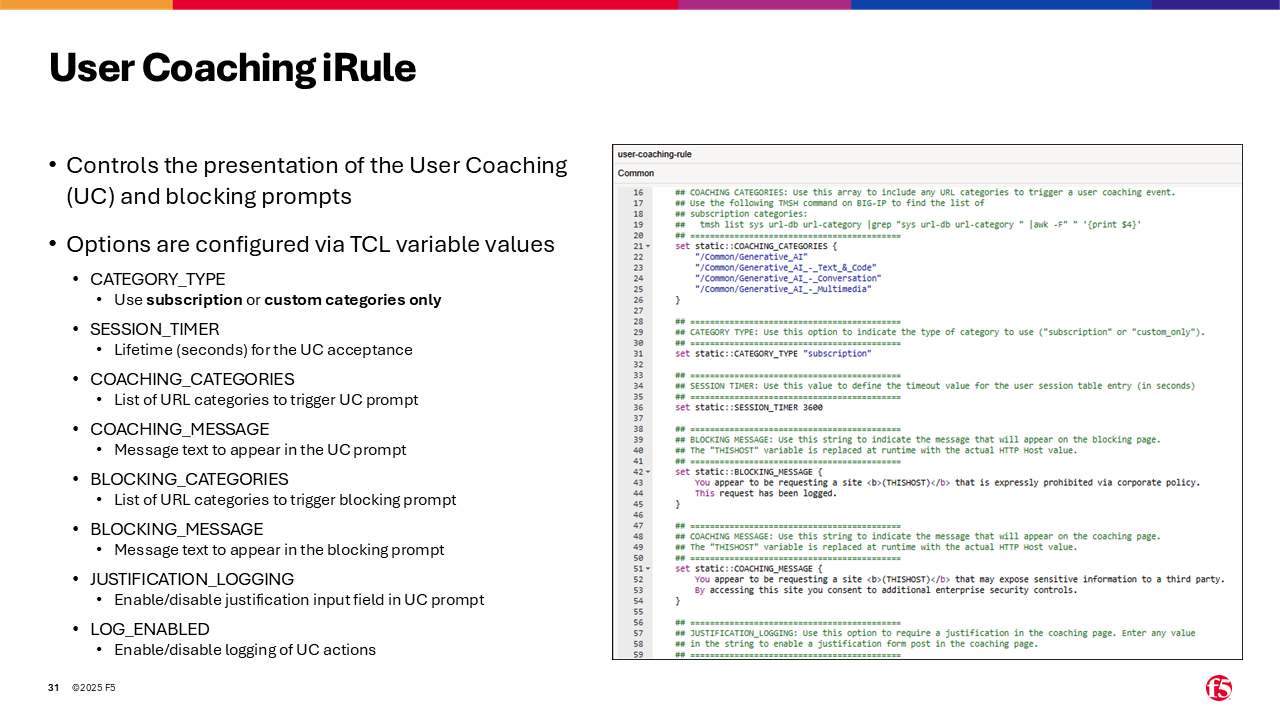 User Coaching iRule
• Controls the presentation of the User Coaching
(UC) and blocking prompts
• Options are configured via TCL variable values
• CATEGORY_TYPE
• Use subscription or custom categories only
• SESSION_TIMER
• Lifetime (seconds) for the UC acceptance
• COACHING_CATEGORIES
• List of URL categories to trigger UC prompt
• COACHING_MESSAGE
• Message text to appear in the UC prompt
• BLOCKING_CATEGORIES
• List of URL categories to trigger blocking prompt
• BLOCKING_MESSAGE
• Message text to appear in the blocking prompt
• JUSTIFICATION_LOGGING
• Enable/disable justification input field in UC prompt
• LOG_ENABLED
• Enable/disable logging of UC actions
user-coaching-rule
Common
16 ## COACHING CATEGORIES: Use this array to include any URL categories to trigger a user coaching event.
17 ## Use the following TMSH command on BIG-IP to find the list of
18 ## subscription categories:
19 ##   tmsh list sys url-db url-category |grep "sys url-db url-category " |awk -F" " '{print $4}'
20 ## ==========================================
21 set static::COACHING_CATEGORIES {
22 "/Common/Generative_AI"
23 "/Common/Generative_AI_-_Text_&_Code"
24 "/Common/Generative_AI_-_Conversation"
25 "/Common/Generative_AI_-_Multimedia"
26 }
27
28 ## ==========================================
29 ## CATEGORY TYPE: Use this option to indicate the type of category to use ("subscription" or "custom_only").
30 ## ==========================================
31 set static::CATEGORY_TYPE "subscription"
32
33 ## ==========================================
34 ## SESSION TIMER: Use this value to define the timeout value for the user session table entry (in seconds)
35 ## ==========================================
36 set static::SESSION_TIMER 3600
37
38 ## ==========================================
39 ## BLOCKING MESSAGE: Use this string to indicate the message that will appear on the blocking page.
40 ## The "THISHOST" variable is replaced at runtime with the actual HTTP Host value.
41 ## ==========================================
42 set static::BLOCKING_MESSAGE {
43 You appear to be requesting a site <b>(THISHOST)</b> that is expressly prohibited via corporate policy.
44 This request has been logged.
45 }
46
47 ## ==========================================
48 ## COACHING MESSAGE: Use this string to indicate the message that will appear on the coaching page.
49 ## The "THISHOST" variable is replaced at runtime with the actual HTTP Host value.
50 ## ==========================================
51 set static::COACHING_MESSAGE {
52 You appear to be requesting a site <b>(THISHOST)</b> that may expose sensitive information to a third party.
53 By accessing this site you consent to additional enterprise security controls.
54 }
55
56 ## ==========================================
57 ## JUSTIFICATION_LOGGING: Use this option to require a justification in the coaching page. Enter any value
58 ## in the string to enable a justification form post in the coaching page.
59 ## ==========================================
31 ©2025 F5
f5